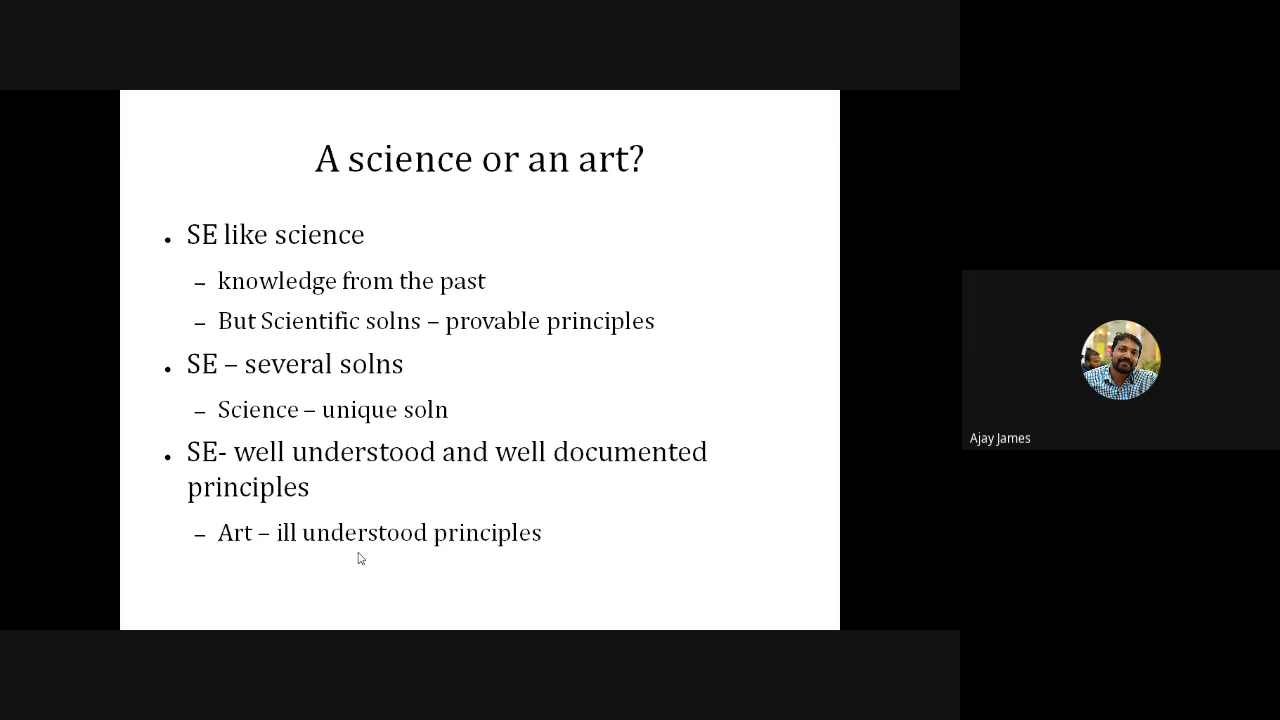 A science or an art?
• SE like science
– knowledge from the past
– But Scientific solns – provable principles
• SE – several solns
– Science – unique soln
• SE- well understood and well documented
principles
– Art – ill understood principles
Ajay James